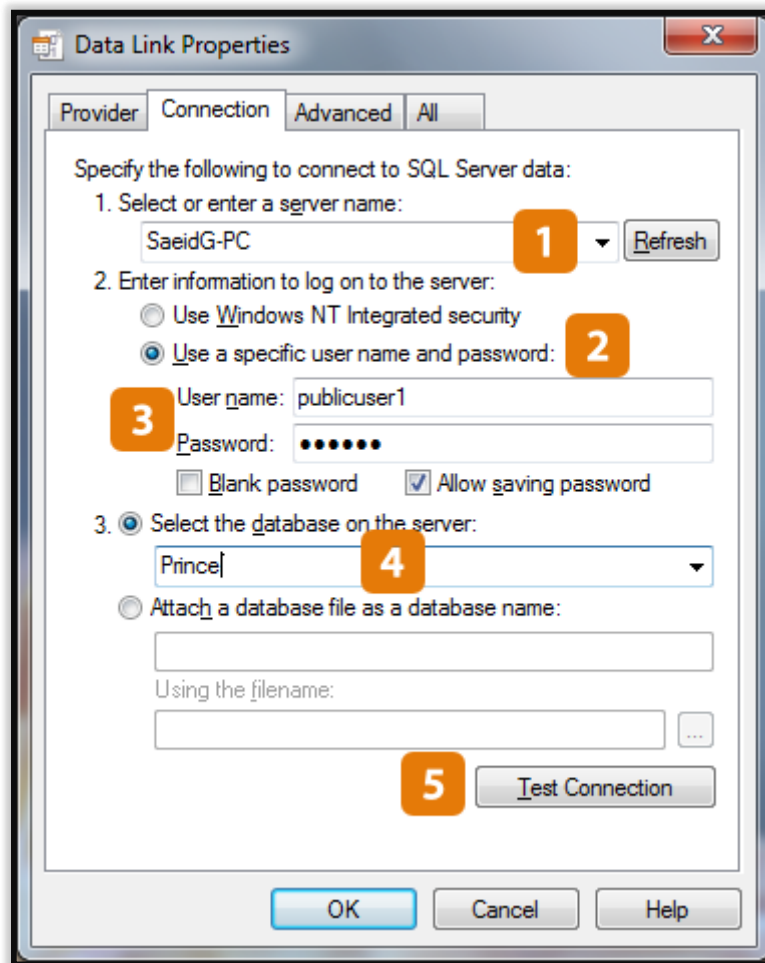 Data Link Properties
Provider Connection Advanced All
Specify the following to connect to SQL Server data:
1. Select or enter a server name:
SaeidG-PC 1 Refresh
2. Enter information to log on to the server:
Use Windows NT Integrated security
Use a specific user name and password: 2
3 User name: publicuser1
Password: ••••••
Blank password Allow saving password
3. Select the database on the server:
Prince 4
Attach a database file as a database name:
Using the filename:
...
5 Test Connection
OK Cancel Help